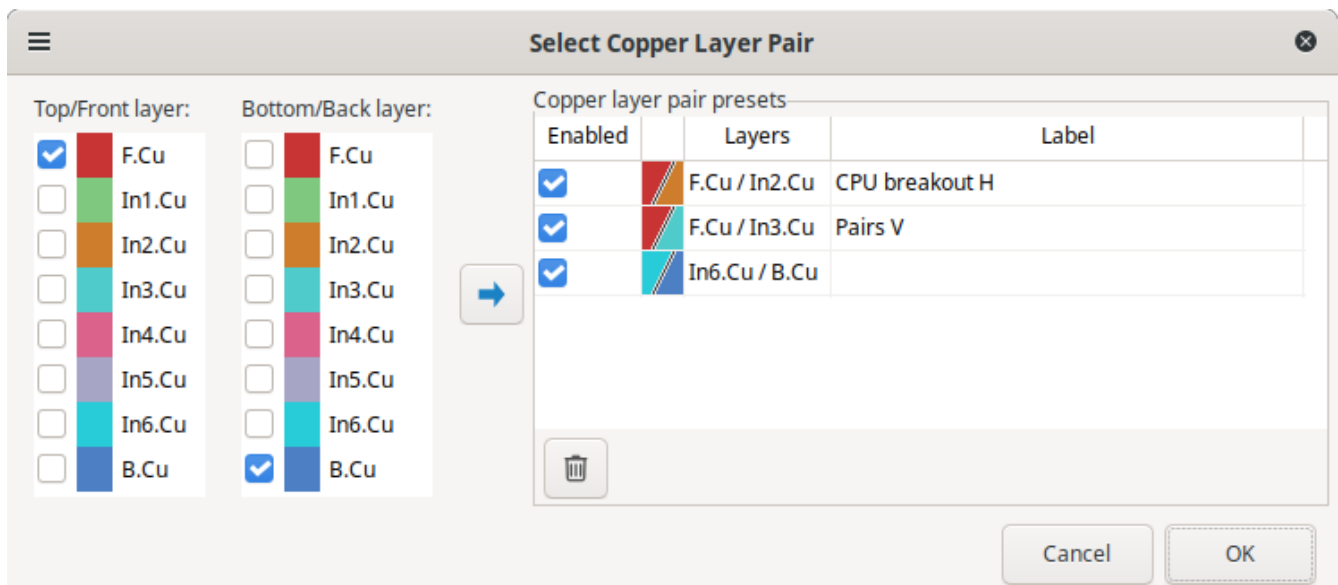 Select Copper Layer Pair
Top/Front layer:
F.Cu
In1.Cu
In2.Cu
In3.Cu
In4.Cu
In5.Cu
In6.Cu
B.Cu
Bottom/Back layer:
F.Cu
In1.Cu
In2.Cu
In3.Cu
In4.Cu
In5.Cu
In6.Cu
B.Cu
Copper layer pair presets
Enabled Layers Label
F.Cu / In2.Cu CPU breakout H
F.Cu / In3.Cu Pairs V
In6.Cu / B.Cu
Cancel OK